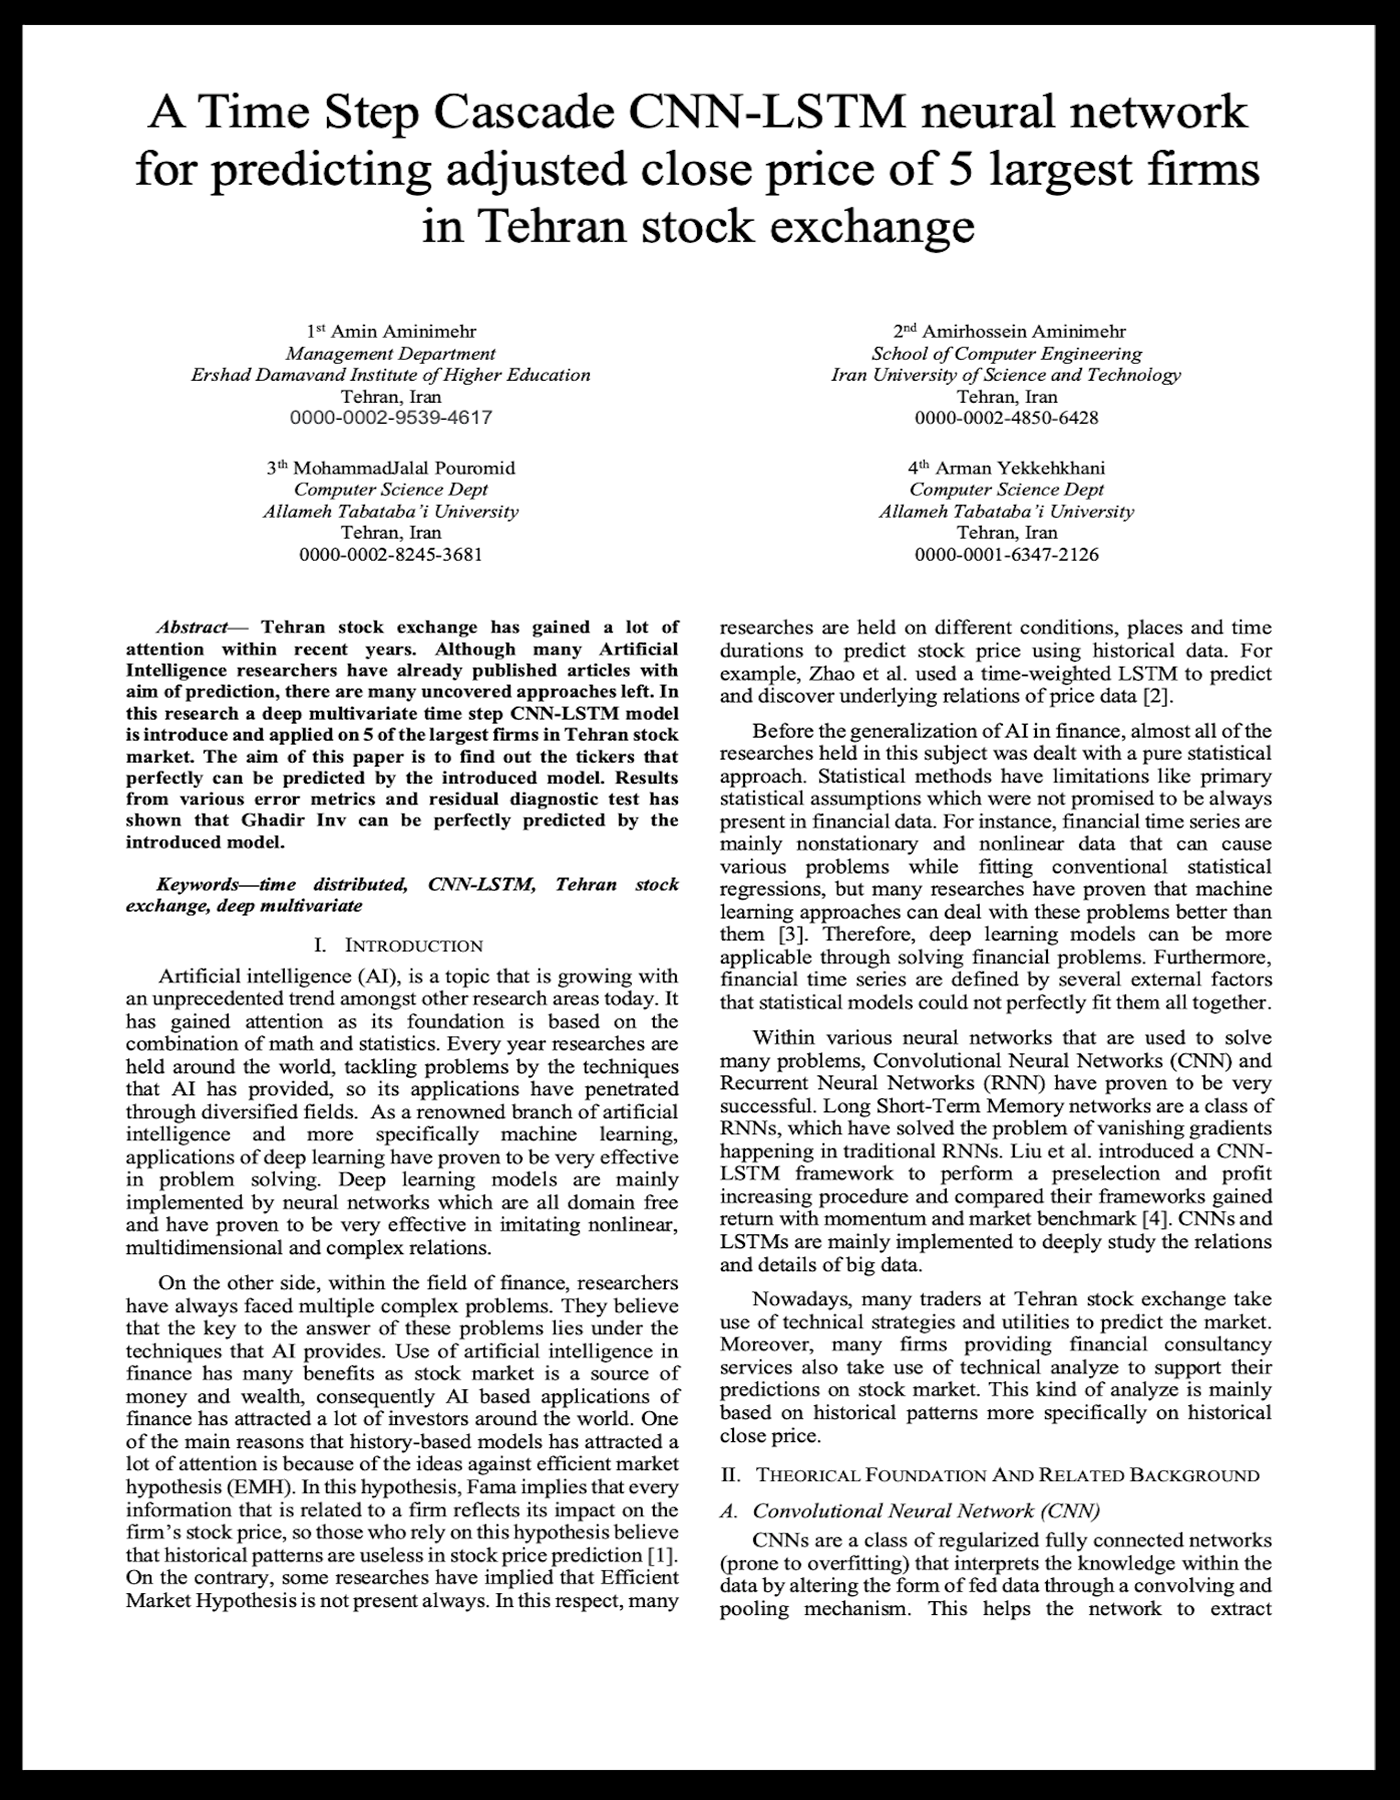 A Time Step Cascade CNN-LSTM neural network
for predicting adjusted close price of 5 largest firms
in Tehran stock exchange
1st Amin Aminimehr
Management Department
Ershad Damavand Institute of Higher Education
Tehran, Iran
0000-0002-9539-4617
2nd Amirhossein Aminimehr
School of Computer Engineering
Iran University of Science and Technology
Tehran, Iran
0000-0002-4850-6428
3th MohammadJalal Pouromid
Computer Science Dept
Allameh Tabataba'i University
Tehran, Iran
0000-0002-8245-3681
4th Arman Yekkehkhani
Computer Science Dept
Allameh Tabataba'i University
Tehran, Iran
0000-0001-6347-2126
Abstract— Tehran stock exchange has gained a lot of
attention within recent years. Although many Artificial
Intelligence researchers have already published articles with
aim of prediction, there are many uncovered approaches left. In
this research a deep multivariate time step CNN-LSTM model
is introduce and applied on 5 of the largest firms in Tehran stock
market. The aim of this paper is to find out the tickers that
perfectly can be predicted by the introduced model. Results
from various error metrics and residual diagnostic test has
shown that Ghadir Inv can be perfectly predicted by the
introduced model.
Keywords—time distributed, CNN-LSTM, Tehran stock
exchange, deep multivariate
I. INTRODUCTION
Artificial intelligence (AI), is a topic that is growing with
an unprecedented trend amongst other research areas today. It
has gained attention as its foundation is based on the
combination of math and statistics. Every year researches are
held around the world, tackling problems by the techniques
that AI has provided, so its applications have penetrated
through diversified fields. As a renowned branch of artificial
intelligence and more specifically machine learning,
applications of deep learning have proven to be very effective
in problem solving. Deep learning models are mainly
implemented by neural networks which are all domain free
and have proven to be very effective in imitating nonlinear,
multidimensional and complex relations.
On the other side, within the field of finance, researchers
have always faced multiple complex problems. They believe
that the key to the answer of these problems lies under the
techniques that AI provides. Use of artificial intelligence in
finance has many benefits as stock market is a source of
money and wealth, consequently AI based applications of
finance has attracted a lot of investors around the world. One
of the main reasons that history-based models has attracted a
lot of attention is because of the ideas against efficient market
hypothesis (EMH). In this hypothesis, Fama implies that every
information that is related to a firm reflects its impact on the
firm's stock price, so those who rely on this hypothesis believe
that historical patterns are useless in stock price prediction [1].
On the contrary, some researches have implied that Efficient
Market Hypothesis is not present always. In this respect, many
researches are held on different conditions, places and time
durations to predict stock price using historical data. For
example, Zhao et al. used a time-weighted LSTM to predict
and discover underlying relations of price data [2].
Before the generalization of AI in finance, almost all of the
researches held in this subject was dealt with a pure statistical
approach. Statistical methods have limitations like primary
statistical assumptions which were not promised to be always
present in financial data. For instance, financial time series are
mainly nonstationary and nonlinear data that can cause
various problems while fitting conventional statistical
regressions, but many researches have proven that machine
learning approaches can deal with these problems better than
them [3]. Therefore, deep learning models can be more
applicable through solving financial problems. Furthermore,
financial time series are defined by several external factors
that statistical models could not perfectly fit them all together.
Within various neural networks that are used to solve
many problems, Convolutional Neural Networks (CNN) and
Recurrent Neural Networks (RNN) have proven to be very
successful. Long Short-Term Memory networks are a class of
RNNs, which have solved the problem of vanishing gradients
happening in traditional RNNs. Liu et al. introduced a CNN-
LSTM framework to perform a preselection and profit
increasing procedure and compared their frameworks gained
return with momentum and market benchmark [4]. CNNs and
LSTMs are mainly implemented to deeply study the relations
and details of big data.
Nowadays, many traders at Tehran stock exchange take
use of technical strategies and utilities to predict the market.
Moreover, many firms providing financial consultancy
services also take use of technical analyze to support their
predictions on stock market. This kind of analyze is mainly
based on historical patterns more specifically on historical
close price.
II. THEORICAL FOUNDATION AND RELATED BACKGROUND
A. Convolutional Neural Network (CNN)
CNNs are a class of regularized fully connected networks
(prone to overfitting) that interprets the knowledge within the
data by altering the form of fed data through a convolving and
pooling mechanism. This helps the network to extract